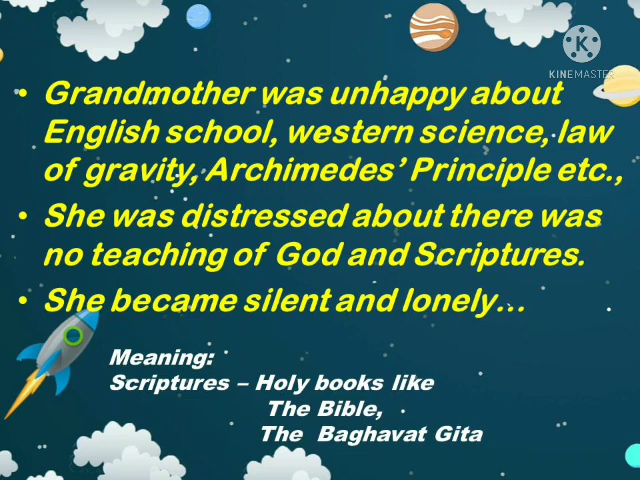 KINEMASTER
• Grandmother was unhappy about
English school, western science, law
of gravity, Archimedes’ Principle etc.,
• She was distressed about there was
no teaching of God and Scriptures.
• She became silent and lonely...
Meaning:
Scriptures – Holy books like
The Bible,
The Baghavat Gita